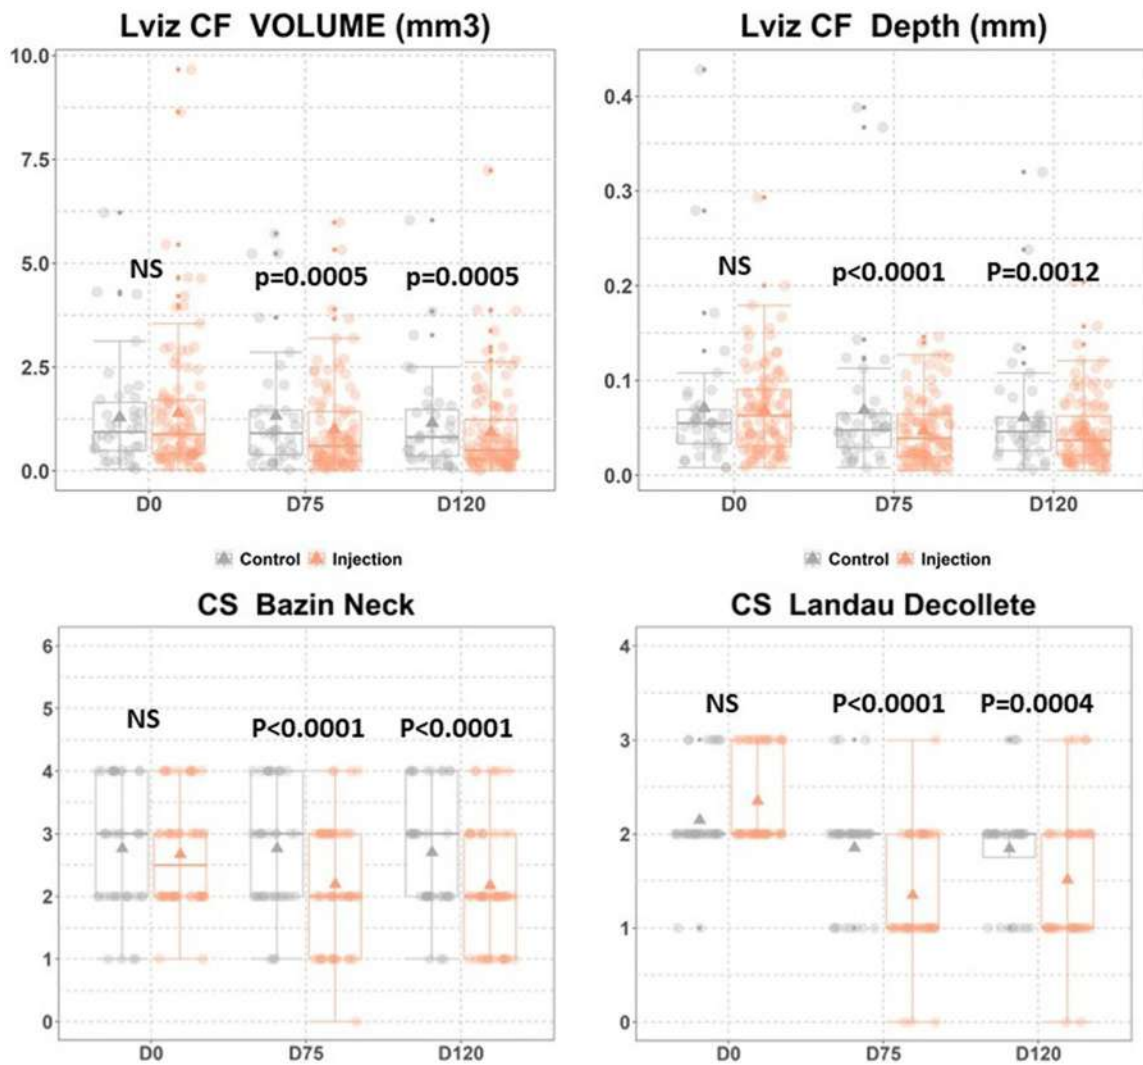 Lviz CF VOLUME (mm3)
10.0
7.5
5.0
2.5
0.0
NS
p=0.0005
p=0.0005
D0
D75
D120
Lviz CF Depth (mm)
0.4
0.3
0.2
0.1
0.0
NS
p<0.0001
P=0.0012
D0
D75
D120
Control Injection
Control Injection
CS Bazin Neck
6
5
4
3
2
1
0
NS
P<0.0001
P<0.0001
D0
D75
D120
CS Landau Decollete
4
3
2
1
0
NS
P<0.0001
P=0.0004
D0
D75
D120